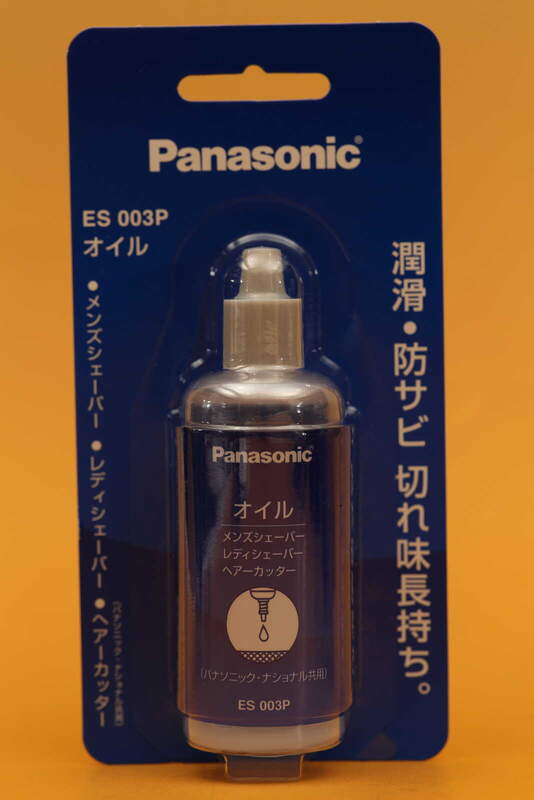 Panasonic
ES 003P
オイル
潤滑・防サビ 切れ味長持ち。
・メンズシェーバー・レディシェーバー・ヘアーカッター
(パナソニック・ナショナル共用)
Panasonic
オイル
メンズシェーバー
レディシェーバー
ヘアーカッター
(パナソニック・ナショナル共用)
ES 003P